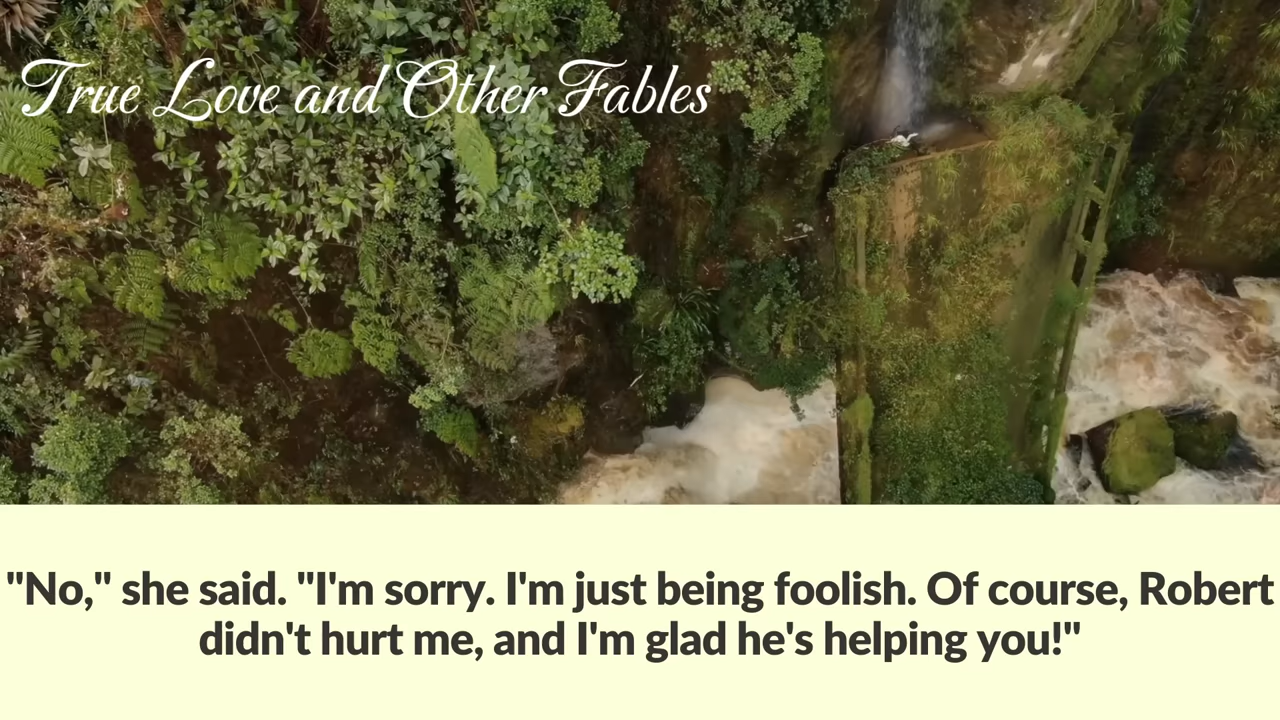 True Love and Other Fables
"No," she said. "I'm sorry. I'm just being foolish. Of course, Robert
didn't hurt me, and I'm glad he's helping you!"